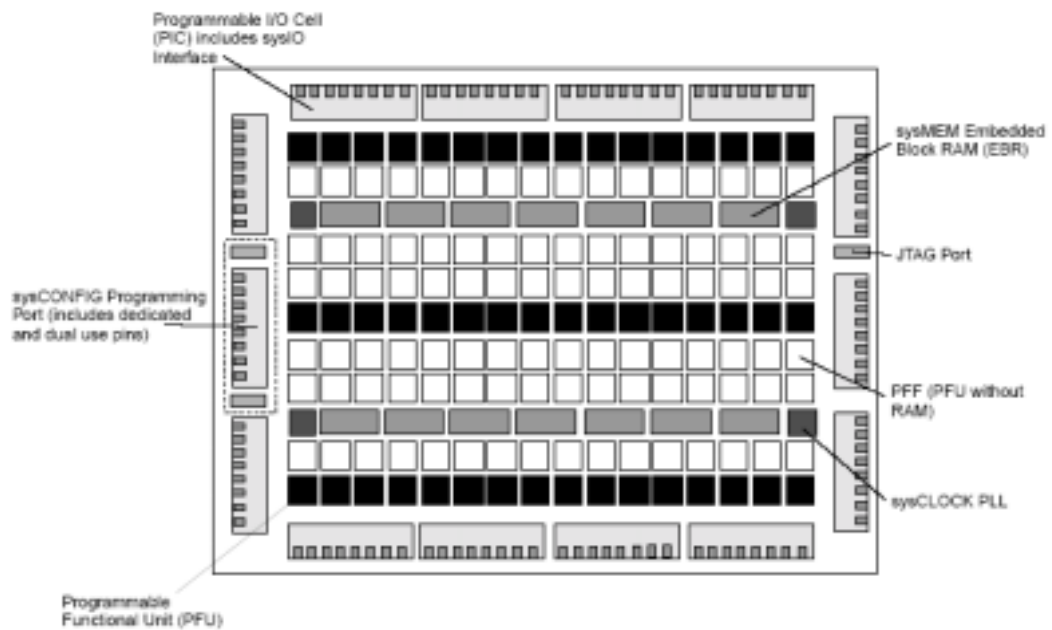 Programmable I/O Cell
(PIC) includes sysIO
Interface
sysMEM Embedded
Block RAM (EBR)
JTAG Port
sysCONFIG Programming
Port (includes dedicated
and dual use pins)
PFF (PFU without
RAM)
sysCLOCK PLL
Programmable
Functional Unit (PFU)